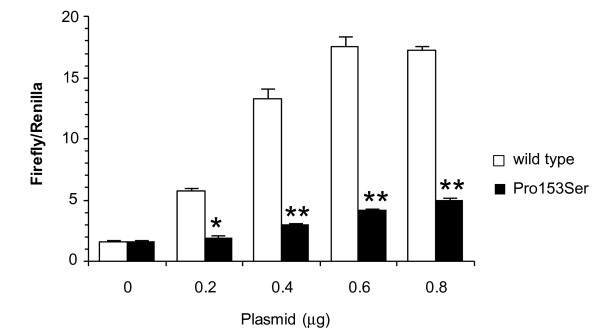 20
15
10
5
0
Firefly/Renilla
*
**
**
**
wild type
Pro153Ser
0 0.2 0.4 0.6 0.8
Plasmid (µg)